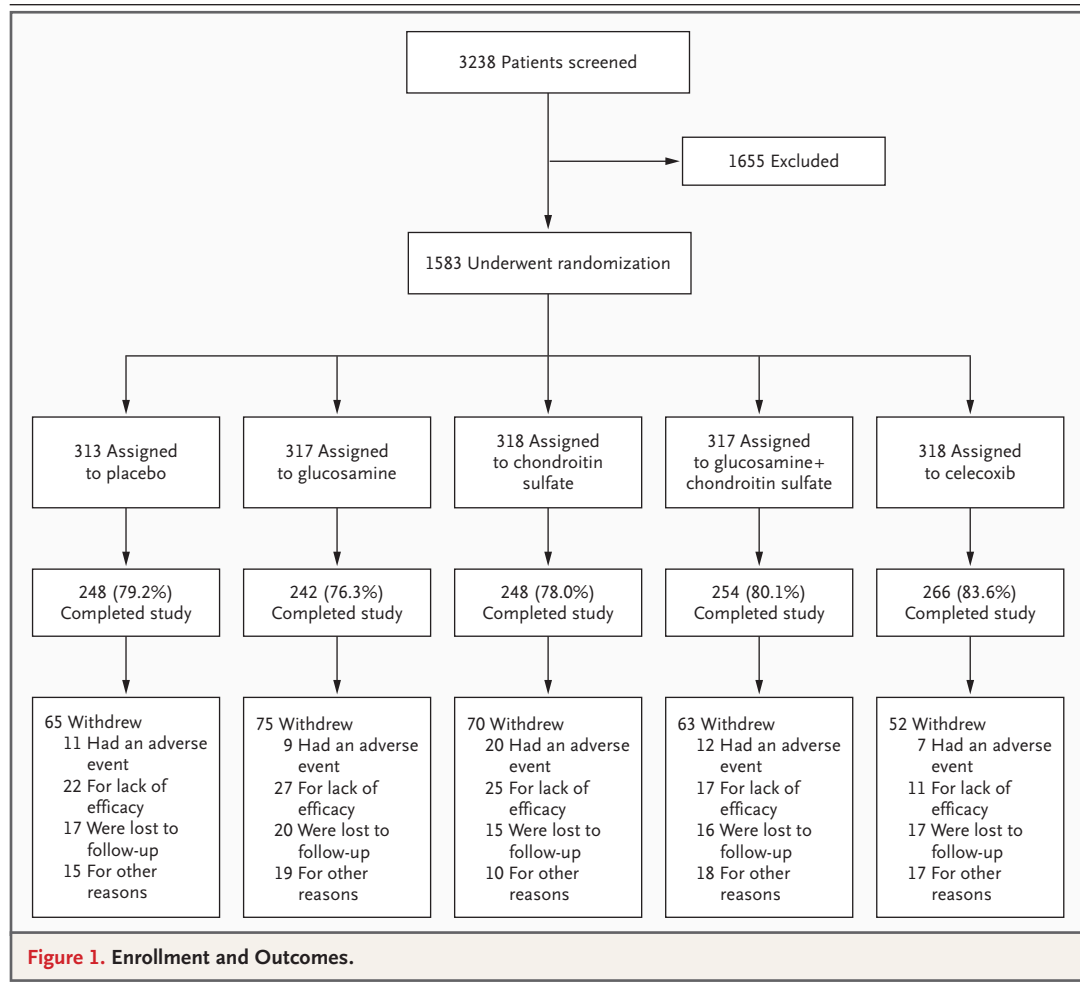 3238 Patients screened
1655 Excluded
1583 Underwent randomization
313 Assigned
to placebo
317 Assigned
to glucosamine
318 Assigned
to chondroitin
sulfate
317 Assigned
to glucosamine+
chondroitin sulfate
318 Assigned
to celecoxib
248 (79.2%)
Completed study
242 (76.3%)
Completed study
248 (78.0%)
Completed study
254 (80.1%)
Completed study
266 (83.6%)
Completed study
65 Withdrew
11 Had an adverse
event
22 For lack of
efficacy
17 Were lost to
follow-up
15 For other
reasons
75 Withdrew
9 Had an adverse
event
27 For lack of
efficacy
20 Were lost to
follow-up
19 For other
reasons
70 Withdrew
20 Had an adverse
event
25 For lack of
efficacy
15 Were lost to
follow-up
10 For other
reasons
63 Withdrew
12 Had an adverse
event
17 For lack of
efficacy
16 Were lost to
follow-up
18 For other
reasons
52 Withdrew
7 Had an adverse
event
11 For lack of
efficacy
17 Were lost to
follow-up
17 For other
reasons
Figure 1. Enrollment and Outcomes.